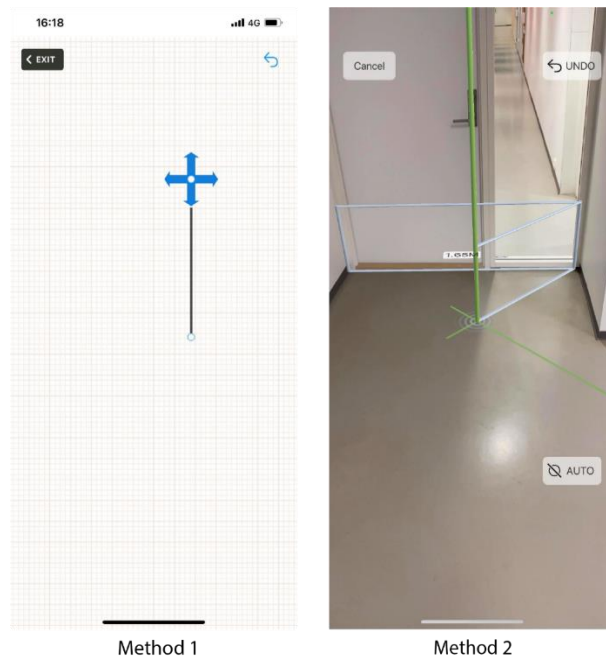 16:18
4G
< EXIT
Cancel
UNDO
1.65M
AUTO
Method 1
Method 2